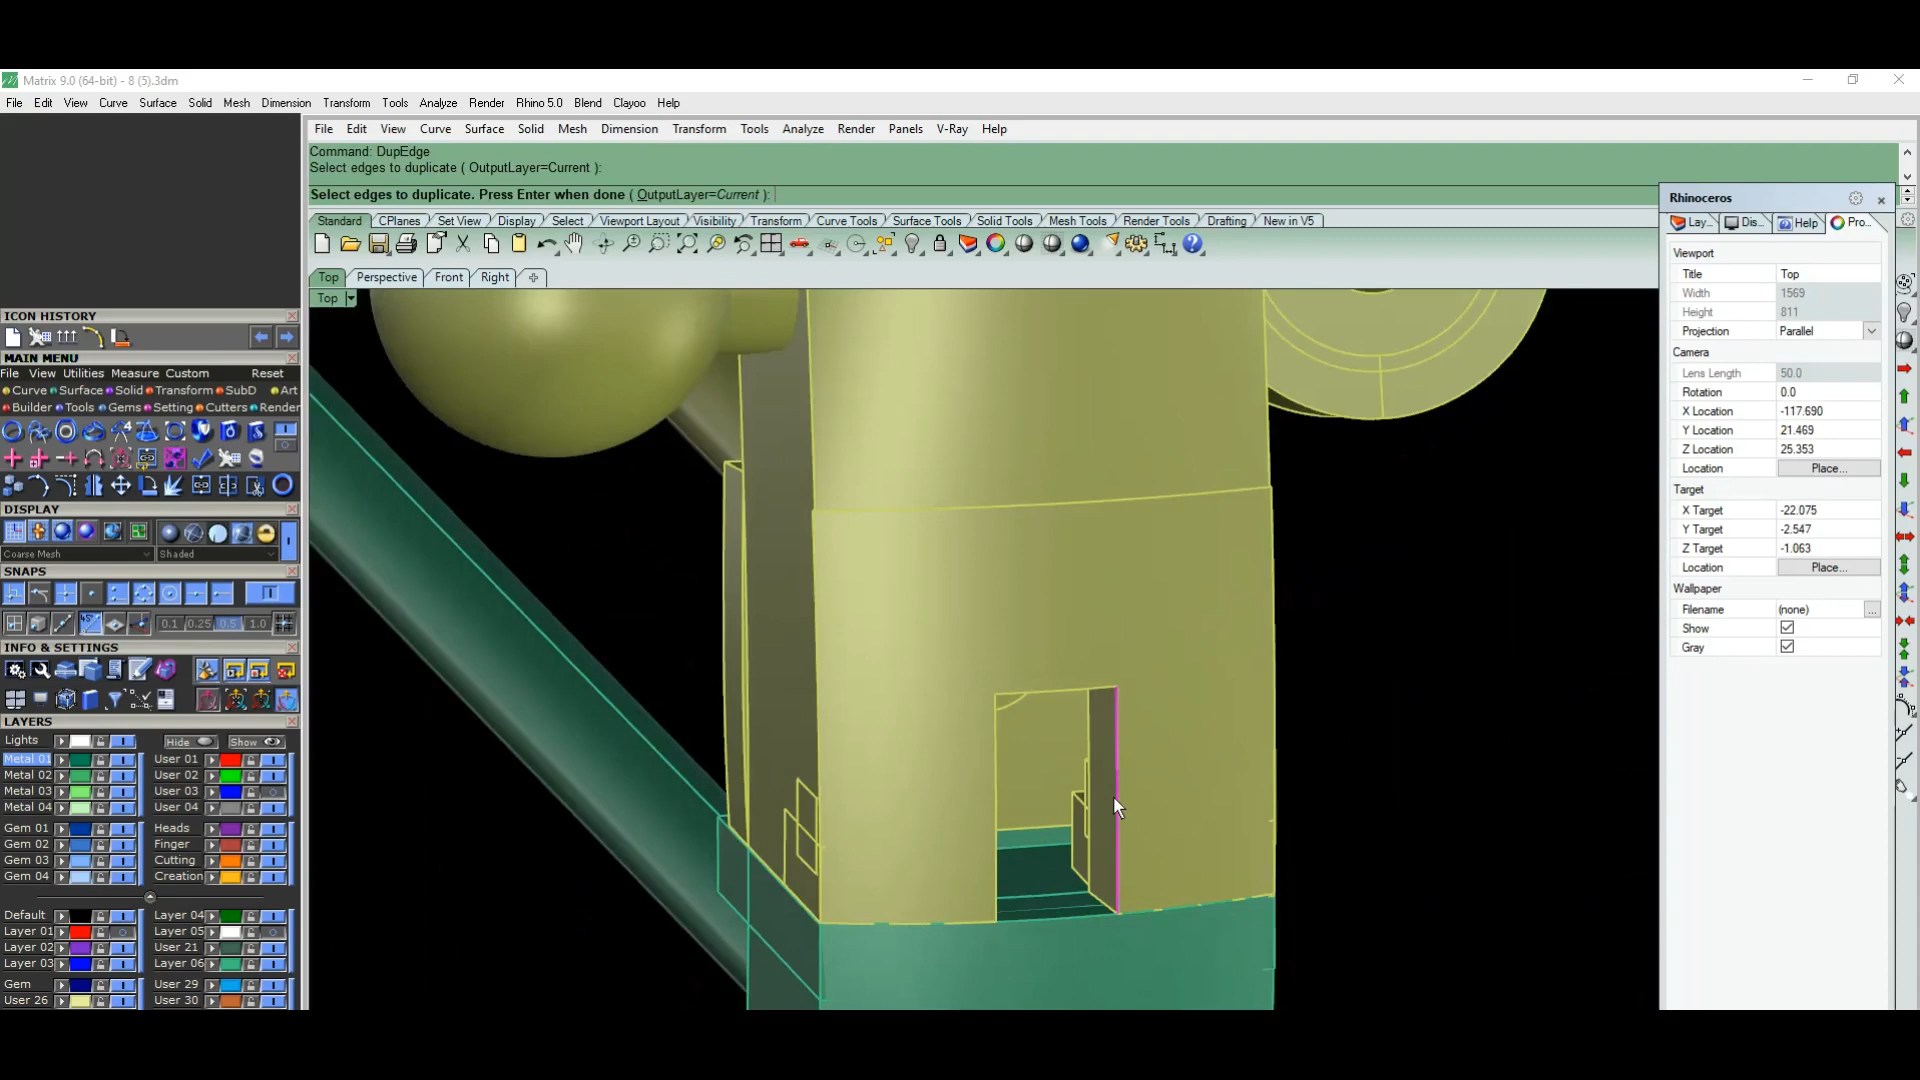 Matrix 9.0 (64-bit) - 8 (5).3dm
File Edit View Curve Surface Solid Mesh Dimension Transform Tools Analyze Render Rhino 5.0 Blend Clayoo Help
File Edit View Curve Surface Solid Mesh Dimension Transform Tools Analyze Render Panels V-Ray Help
Command: DupEdge
Select edges to duplicate ( OutputLayer=Current ):
Select edges to duplicate. Press Enter when done ( OutputLayer=Current ):
Standard CPlanes Set View Display Select Viewport Layout Visibility Transform Curve Tools Surface Tools Solid Tools Mesh Tools Render Tools Drafting New in V5
Top Perspective Front Right
Top
ICON HISTORY
MAIN MENU
File View Utilities Measure Custom Reset
Curve Surface Solid Transform SubD Art
Builder Tools Gems Setting Cutters Render
DISPLAY
Coarse Mesh Shaded
SNAPS
0.1 0.25 0.5 1.0
INFO & SETTINGS
LAYERS
Lights Hide Show
Metal 01 User 01
Metal 02 User 02
Metal 03 User 03
Metal 04 User 04
Gem 01 Heads
Gem 02 Finger
Gem 03 Cutting
Gem 04 Creation
Default Layer 04
Layer 01 Layer 05
Layer 02 User 21
Layer 03 Layer 06
Gem User 29
User 26 User 30
Rhinoceros
Lay... Dis... Help Pro...
Viewport
Title Top
Width 1569
Height 811
Projection Parallel
Camera
Lens Length 50.0
Rotation 0.0
X Location -117.690
Y Location 21.469
Z Location 25.353
Location Place...
Target
X Target -22.075
Y Target -2.547
Z Target -1.063
Location Place...
Wallpaper
Filename (none) ...
Show
Gray